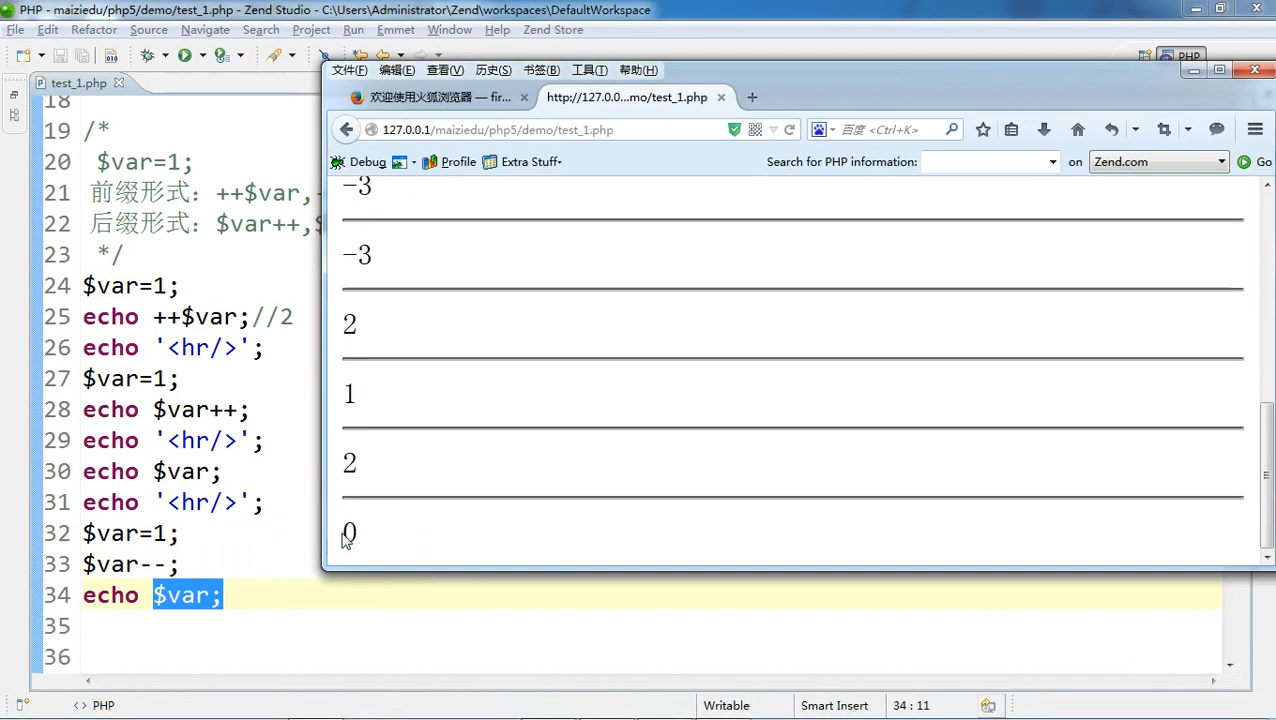 PHP - maiziedu/php5/demo/test_1.php - Zend Studio - C:\Users\Administrator\Zend\workspaces\DefaultWorkspace
File Edit Refactor Source Navigate Search Project Run Emmet Window Help Zend Store
PHP
test_1.php
文件(F) 编辑(E) 查看(V) 历史(S) 书签(B) 工具(T) 帮助(H)
欢迎使用火狐浏览器 — fir...
http://127.0.0...mo/test_1.php
127.0.0.1/maiziedu/php5/demo/test_1.php
百度 <Ctrl+K>
Debug Profile Extra Stuff
Search for PHP information: on Zend.com Go
-3
-3
2
1
2
0
18
19 /*
20 $var=1;
21 前缀形式: ++$var,
22 后缀形式: $var++,
23 */
24 $var=1;
25 echo ++$var;//2
26 echo '<hr/>';
27 $var=1;
28 echo $var++;
29 echo '<hr/>';
30 echo $var;
31 echo '<hr/>';
32 $var=1;
33 $var--;
34 echo $var;
35
36
<> PHP
Writable
Smart Insert
34 : 11